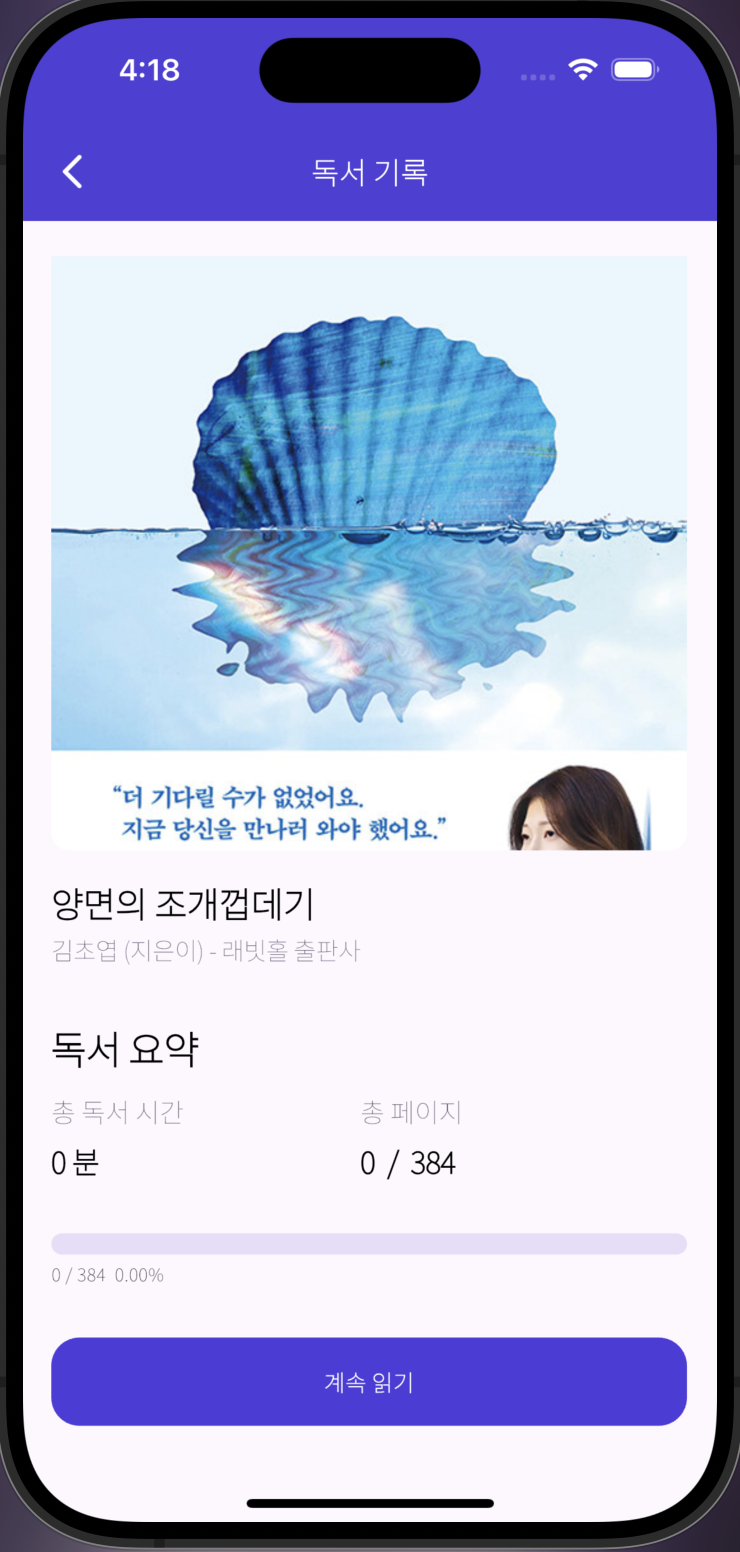 4:18
독서 기록
“더 기다릴 수가 없었어요.
지금 당신을 만나러 와야 했어요.”
양면의 조개껍데기
김초엽 (지은이) - 래빗홀 출판사
독서 요약
총 독서 시간 총 페이지
0 분 0 / 384
0 / 384 0.00%
계속 읽기